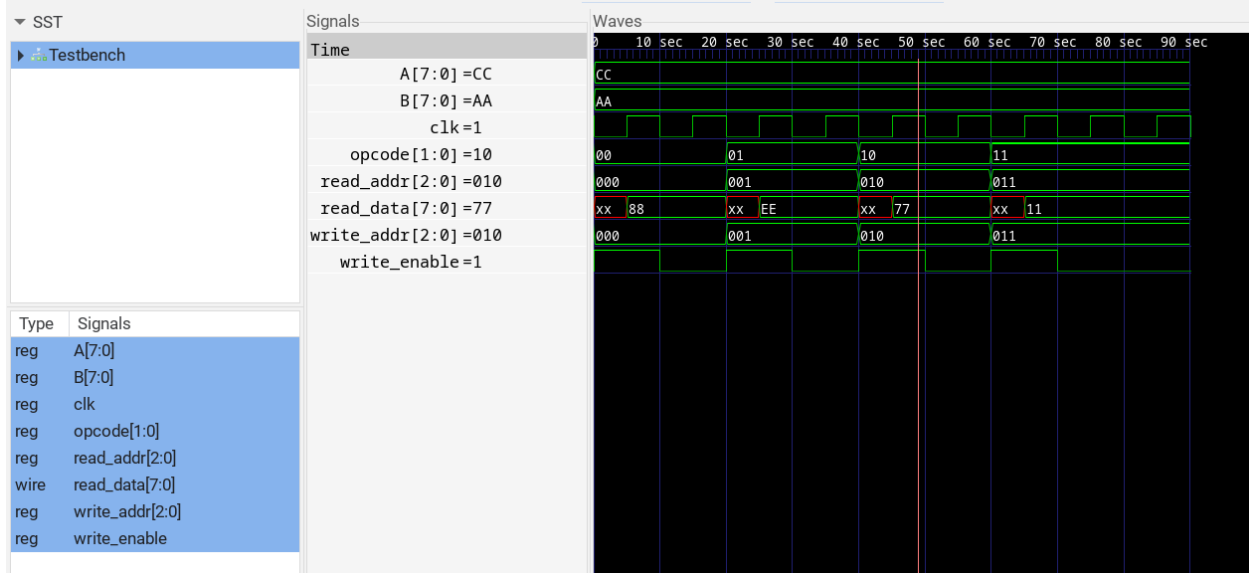 SST
Testbench
Type Signals
reg A[7:0]
reg B[7:0]
reg clk
reg opcode[1:0]
reg read_addr[2:0]
wire read_data[7:0]
reg write_addr[2:0]
reg write_enable
Signals
Time
A[7:0]=CC
B[7:0]=AA
clk=1
opcode[1:0]=10
read_addr[2:0]=010
read_data[7:0]=77
write_addr[2:0]=010
write_enable=1
Waves
0 10 sec 20 sec 30 sec 40 sec 50 sec 60 sec 70 sec 80 sec 90 sec
CC
AA
00 01 10 11
000 001 010 011
xx 88 xx EE xx 77 xx 11
000 001 010 011